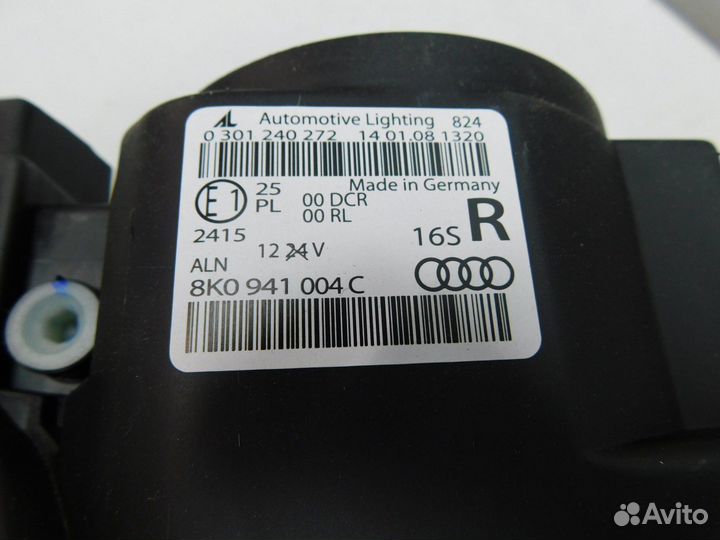 AL Automotive Lighting 824
0 301 240 272 14 01.08 1320
Made in Germany
E1 25 00 DCR
PL 00 RL
2415 16S R
12 24 V
ALN
8K0 941 004 C
Avito